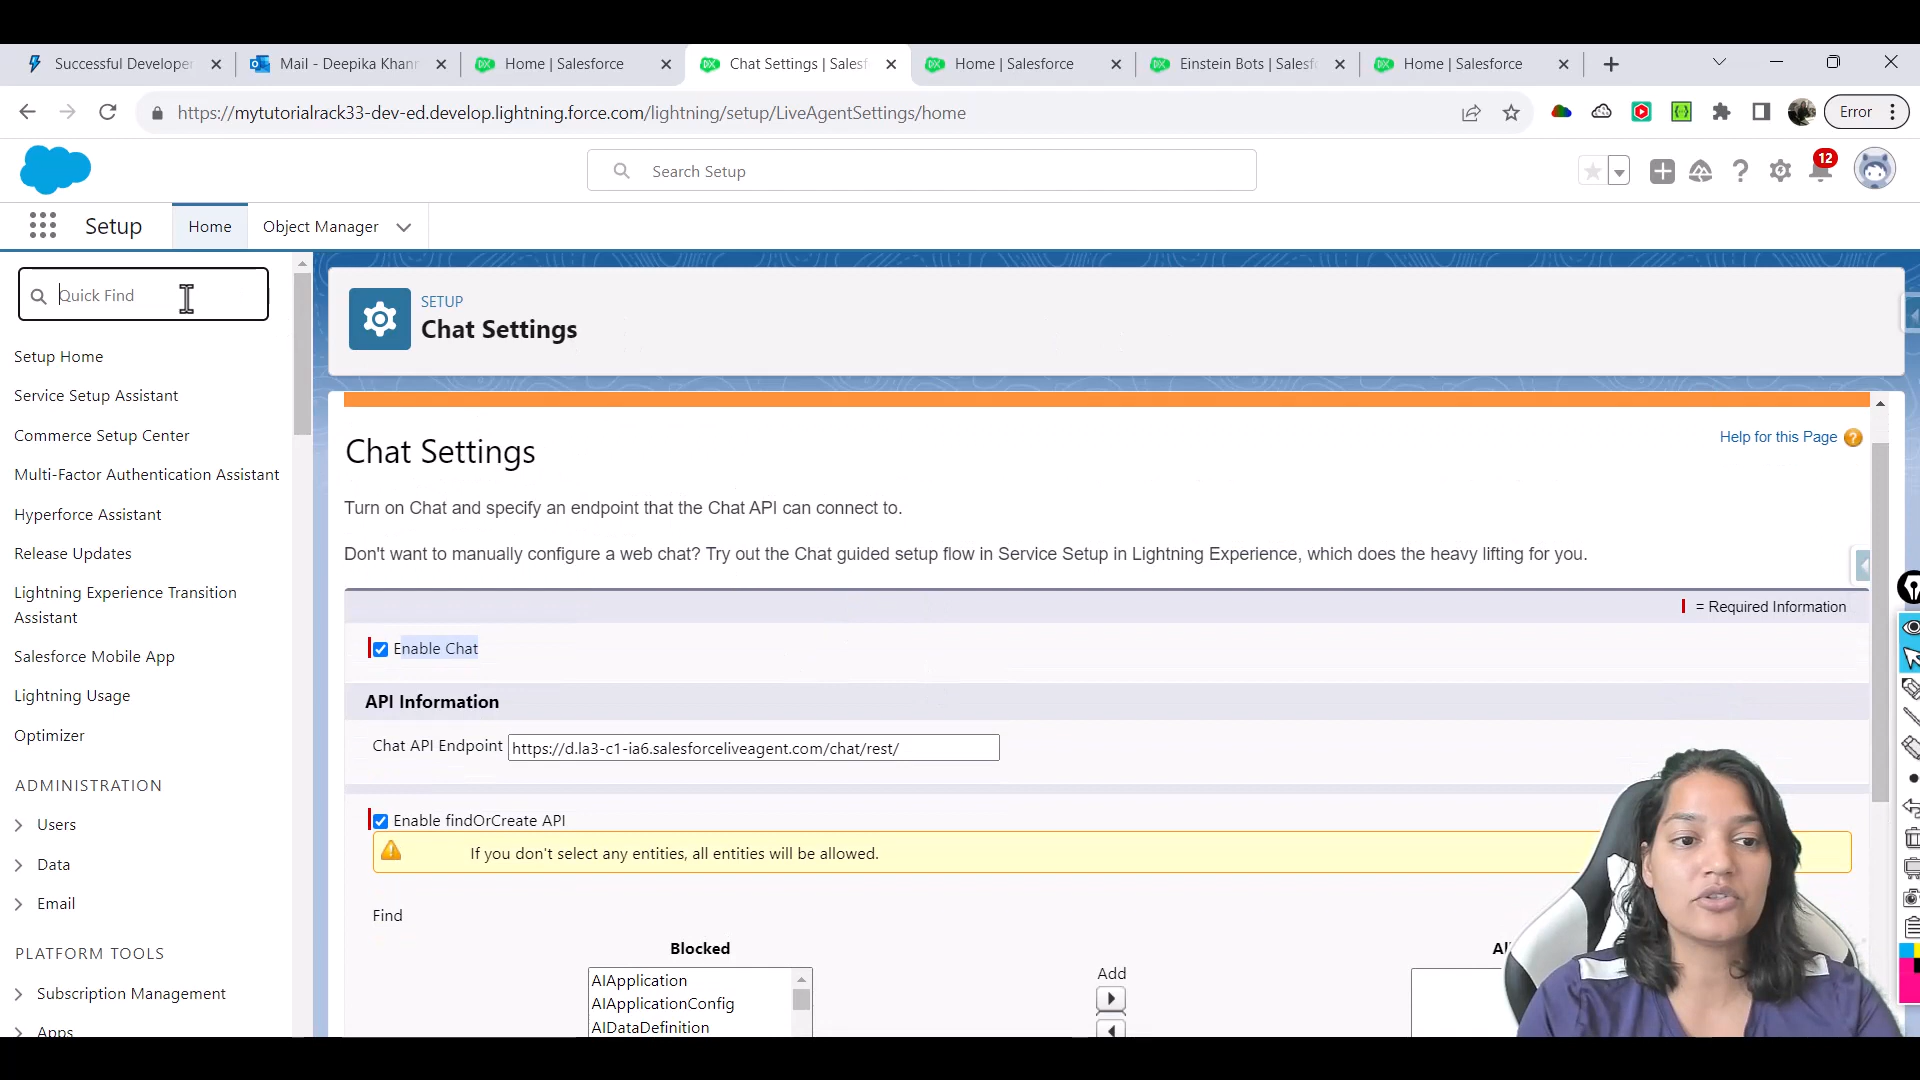 Successful Developer
Mail - Deepika Khann
Home | Salesforce
Chat Settings | Salesf
Home | Salesforce
Einstein Bots | Salesfo
Home | Salesforce
https://mytutorialrack33-dev-ed.develop.lightning.force.com/lightning/setup/LiveAgentSettings/home
Error
Search Setup
12
Setup
Home
Object Manager
Quick Find
Setup Home
Service Setup Assistant
Commerce Setup Center
Multi-Factor Authentication Assistant
Hyperforce Assistant
Release Updates
Lightning Experience Transition
Assistant
Salesforce Mobile App
Lightning Usage
Optimizer
ADMINISTRATION
Users
Data
Email
PLATFORM TOOLS
Subscription Management
Apps
SETUP
Chat Settings
Chat Settings
Help for this Page
Turn on Chat and specify an endpoint that the Chat API can connect to.
Don't want to manually configure a web chat? Try out the Chat guided setup flow in Service Setup in Lightning Experience, which does the heavy lifting for you.
= Required Information
Enable Chat
API Information
Chat API Endpoint https://d.la3-c1-ia6.salesforceliveagent.com/chat/rest/
Enable findOrCreate API
If you don't select any entities, all entities will be allowed.
Find
Blocked
Add
AIApplication
AIApplicationConfig
AIDataDefinition